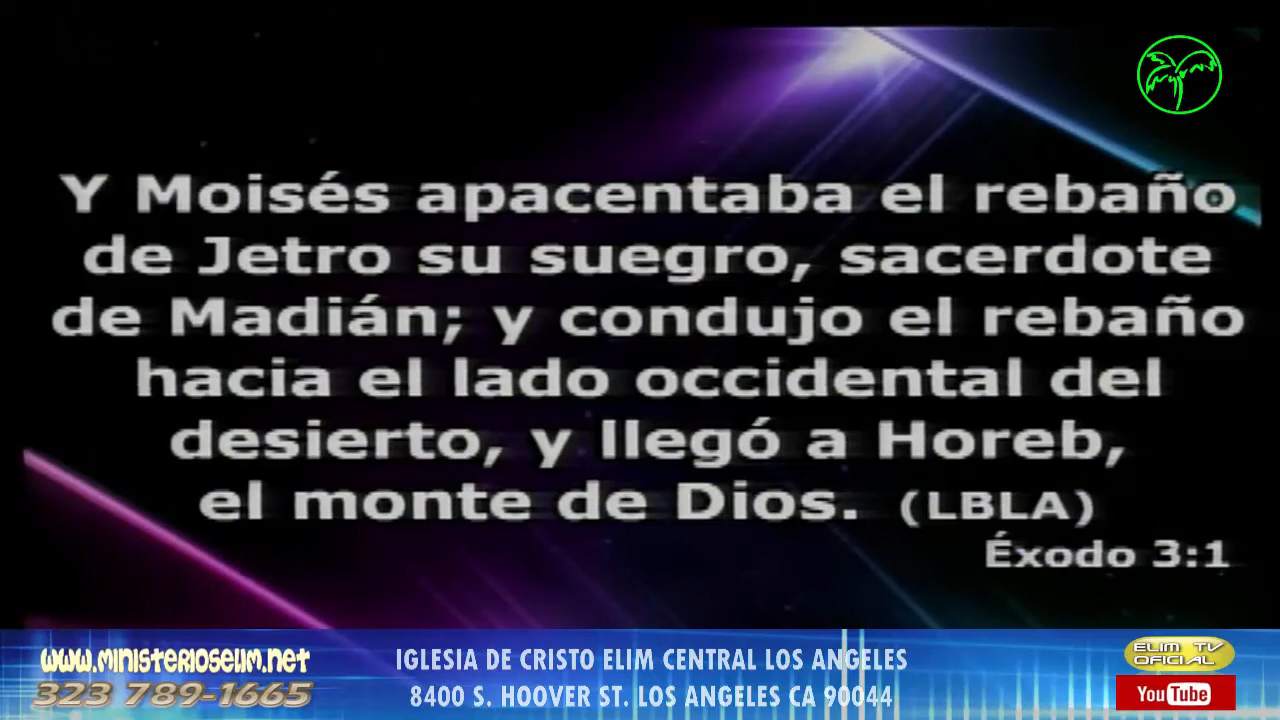 Y Moisés apacentaba el rebaño
de Jetro su suegro, sacerdote
de Madián; y condujo el rebaño
hacia el lado occidental del
desierto, y llegó a Horeb,
el monte de Dios. (LBLA)
Éxodo 3:1
www.ministerioselim.net
323 789-1665
IGLESIA DE CRISTO ELIM CENTRAL LOS ANGELES
8400 S. HOOVER ST. LOS ANGELES CA 90044
ELIM TV
OFICIAL
YouTube